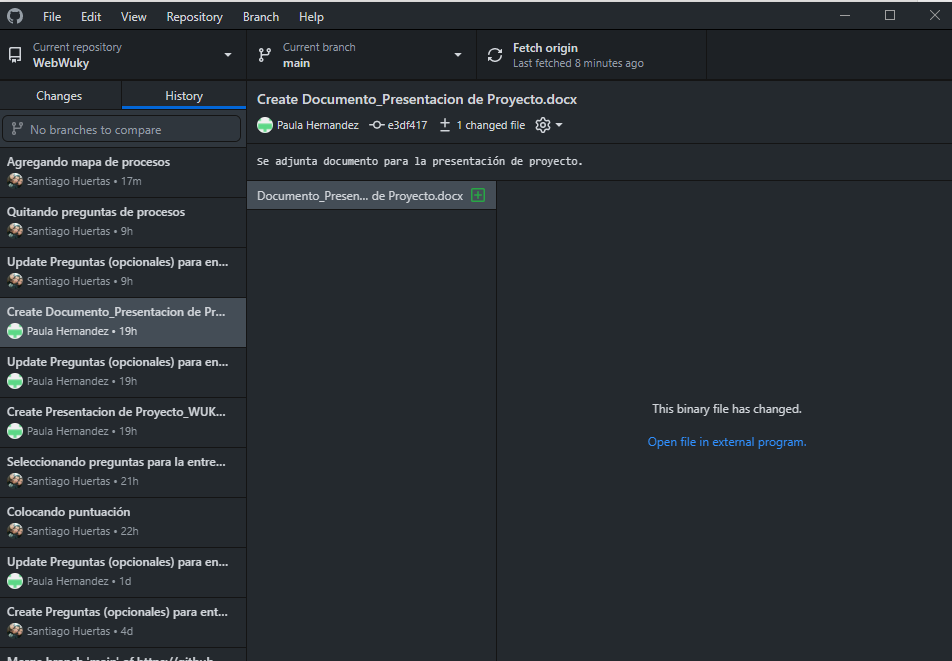 File Edit View Repository Branch Help
Current repository
WebWuky
Current branch
main
Fetch origin
Last fetched 8 minutes ago
Changes
History
No branches to compare
Agregando mapa de procesos
Santiago Huertas • 17m
Quitando preguntas de procesos
Santiago Huertas • 9h
Update Preguntas (opcionales) para en...
Santiago Huertas • 9h
Create Documento_Presentacion de Pr...
Paula Hernandez • 19h
Update Preguntas (opcionales) para en...
Paula Hernandez • 19h
Create Presentacion de Proyecto_WUK...
Paula Hernandez • 19h
Seleccionando preguntas para la entre...
Santiago Huertas • 21h
Colocando puntuación
Santiago Huertas • 22h
Update Preguntas (opcionales) para en...
Paula Hernandez • 1d
Create Preguntas (opcionales) para ent...
Santiago Huertas • 4d
Merge branch 'main' of https://github
Create Documento_Presentacion de Proyecto.docx
Paula Hernandez e3df417 1 changed file
Se adjunta documento para la presentación de proyecto.
Documento_Presen... de Proyecto.docx
This binary file has changed.
Open file in external program.